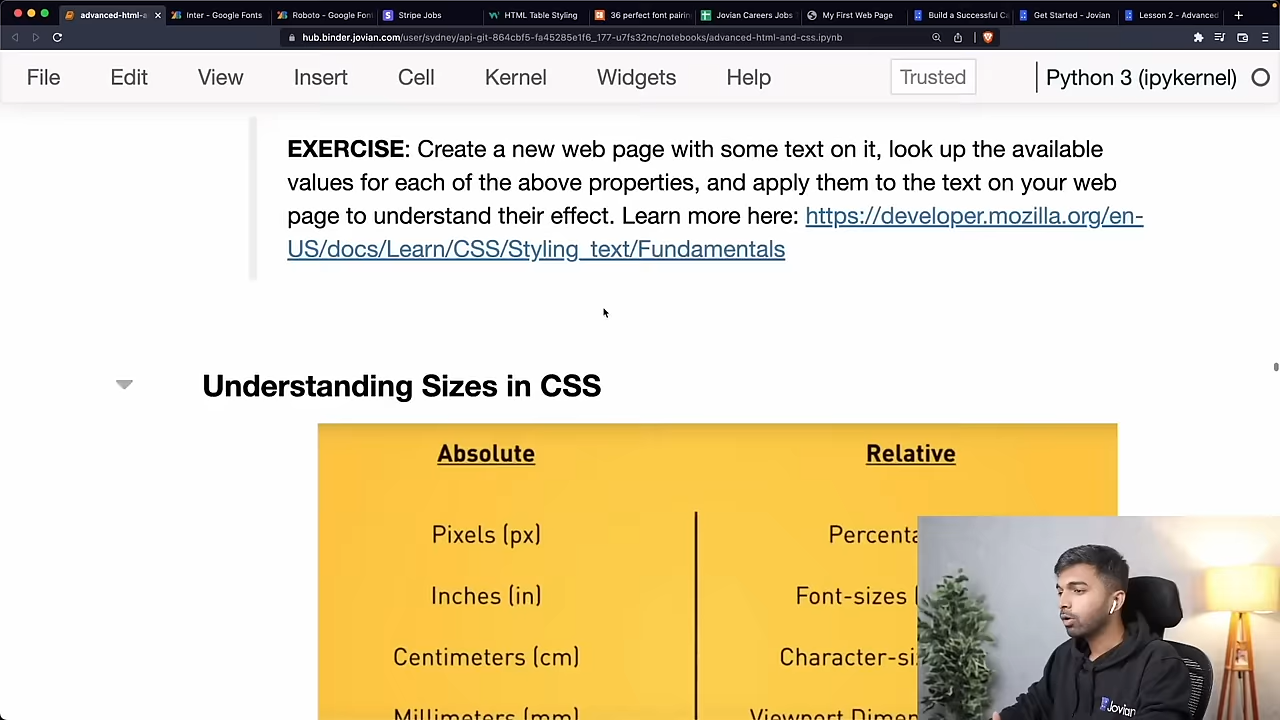 advanced-html-a
Inter - Google Fonts
Roboto - Google Font
Stripe Jobs
HTML Table Styling
36 perfect font pairin
Jovian Careers Jobs
My First Web Page
Build a Successful Ca
Get Started - Jovian
Lesson 2 - Advanced
hub.binder.jovian.com/user/sydney/api-git-864cbf5-fa45285e1f6_177-u7fs32nc/notebooks/advanced-html-and-css.ipynb
File Edit View Insert Cell Kernel Widgets Help Trusted Python 3 (ipykernel)
EXERCISE: Create a new web page with some text on it, look up the available
values for each of the above properties, and apply them to the text on your web
page to understand their effect. Learn more here: https://developer.mozilla.org/en-
US/docs/Learn/CSS/Styling_text/Fundamentals
Understanding Sizes in CSS
Absolute Relative
Pixels (px) Percenta
Inches (in) Font-sizes (
Centimeters (cm) Character-si
Millimeters (mm) Viewport Dimen
Jovian